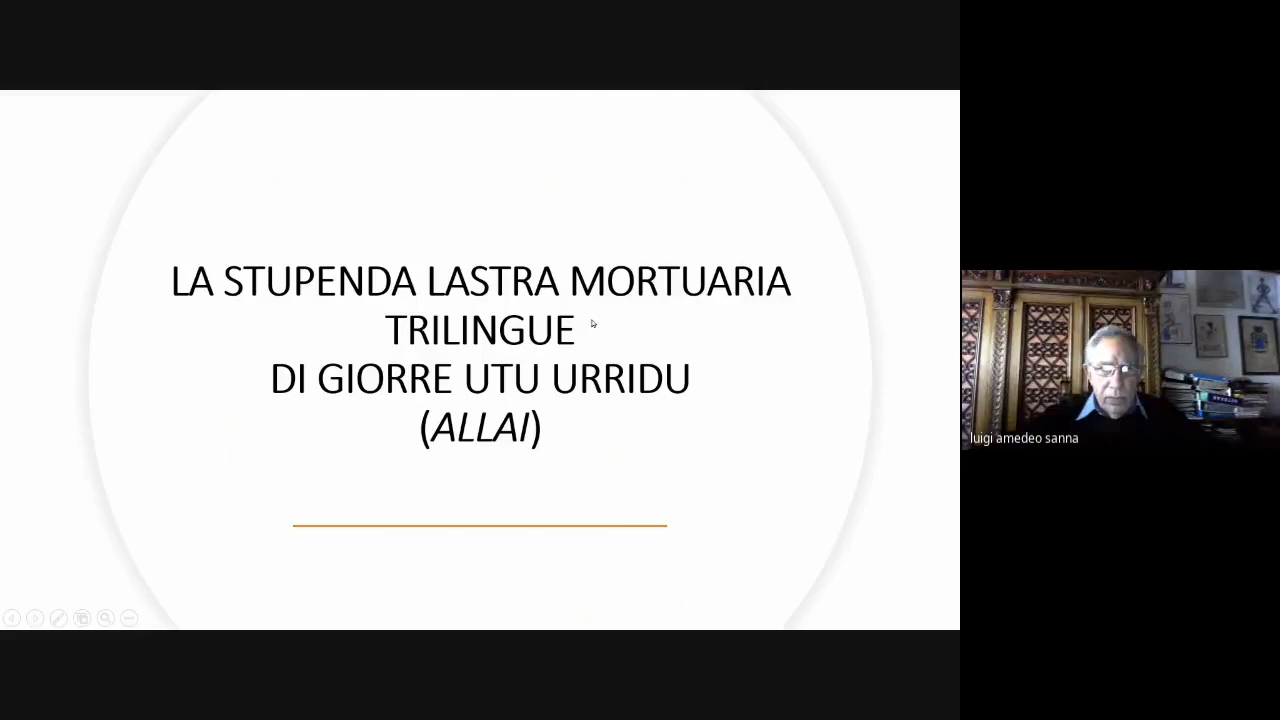 LA STUPENDA LASTRA MORTUARIA
TRILINGUE
DI GIORRE UTU URRIDU
(ALLAI)
luigi amedeo sanna